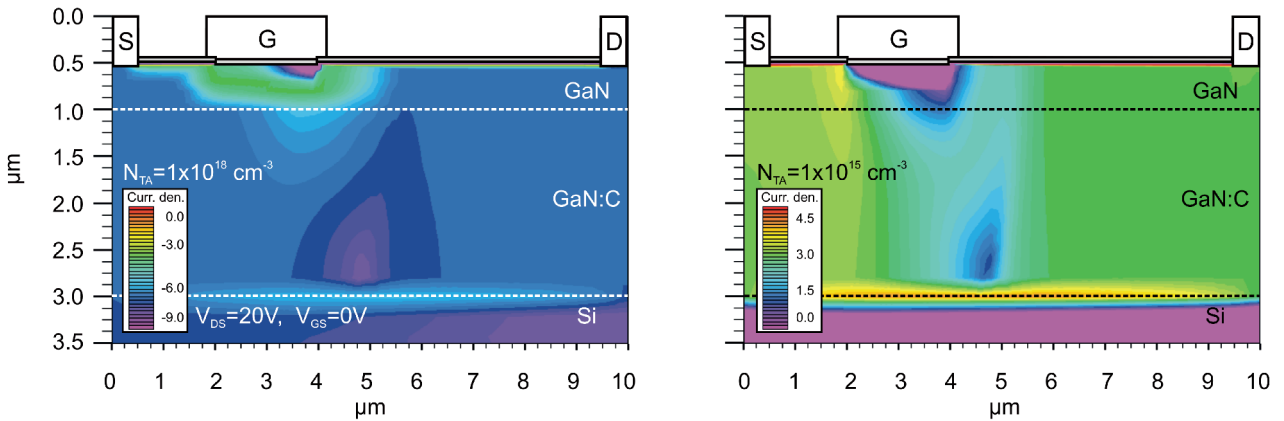 0.0
0.5
1.0
1.5
2.0
2.5
3.0
3.5
µm
S
G
D
GaN
N_TA=1x10^18 cm^-3
GaN:C
Curr. den.
0.0
-3.0
-6.0
-9.0
V_DS=20V, V_GS=0V
Si
0 1 2 3 4 5 6 7 8 9 10
µm
S
G
D
GaN
N_TA=1x10^15 cm^-3
GaN:C
Curr. den.
4.5
3.0
1.5
0.0
Si
0 1 2 3 4 5 6 7 8 9 10
µm